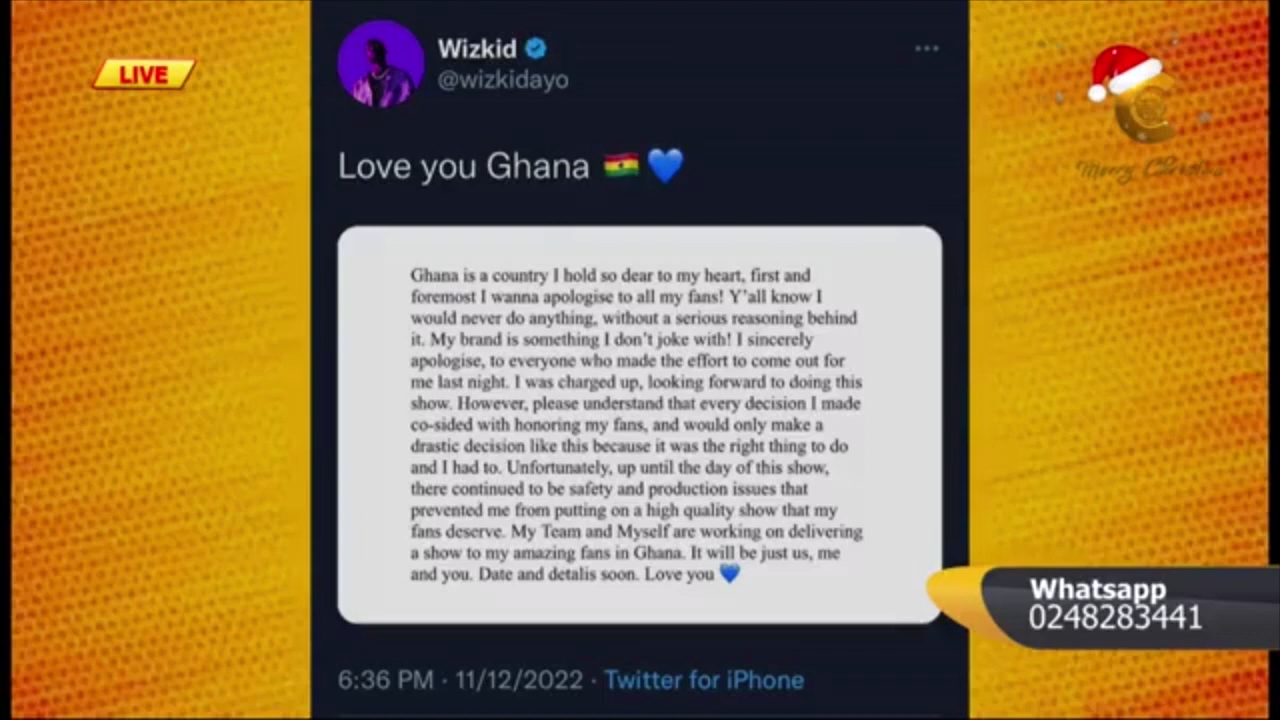 LIVE
Wizkid
@wizkidayo
Love you Ghana 🇬🇭 💙
Ghana is a country I hold so dear to my heart, first and
foremost I wanna apologise to all my fans! Y'all know I
would never do anything, without a serious reasoning behind
it. My brand is something I don't joke with! I sincerely
apologise, to everyone who made the effort to come out for
me last night. I was charged up, looking forward to doing this
show. However, please understand that every decision I made
co-sided with honoring my fans, and would only make a
drastic decision like this because it was the right thing to do
and I had to. Unfortunately, up until the day of this show,
there continued to be safety and production issues that
prevented me from putting on a high quality show that my
fans deserve. My Team and Myself are working on delivering
a show to my amazing fans in Ghana. It will be just us, me
and you. Date and detalis soon. Love you 💙
6:36 PM · 11/12/2022 · Twitter for iPhone
Merry
Whatsapp
0248283441